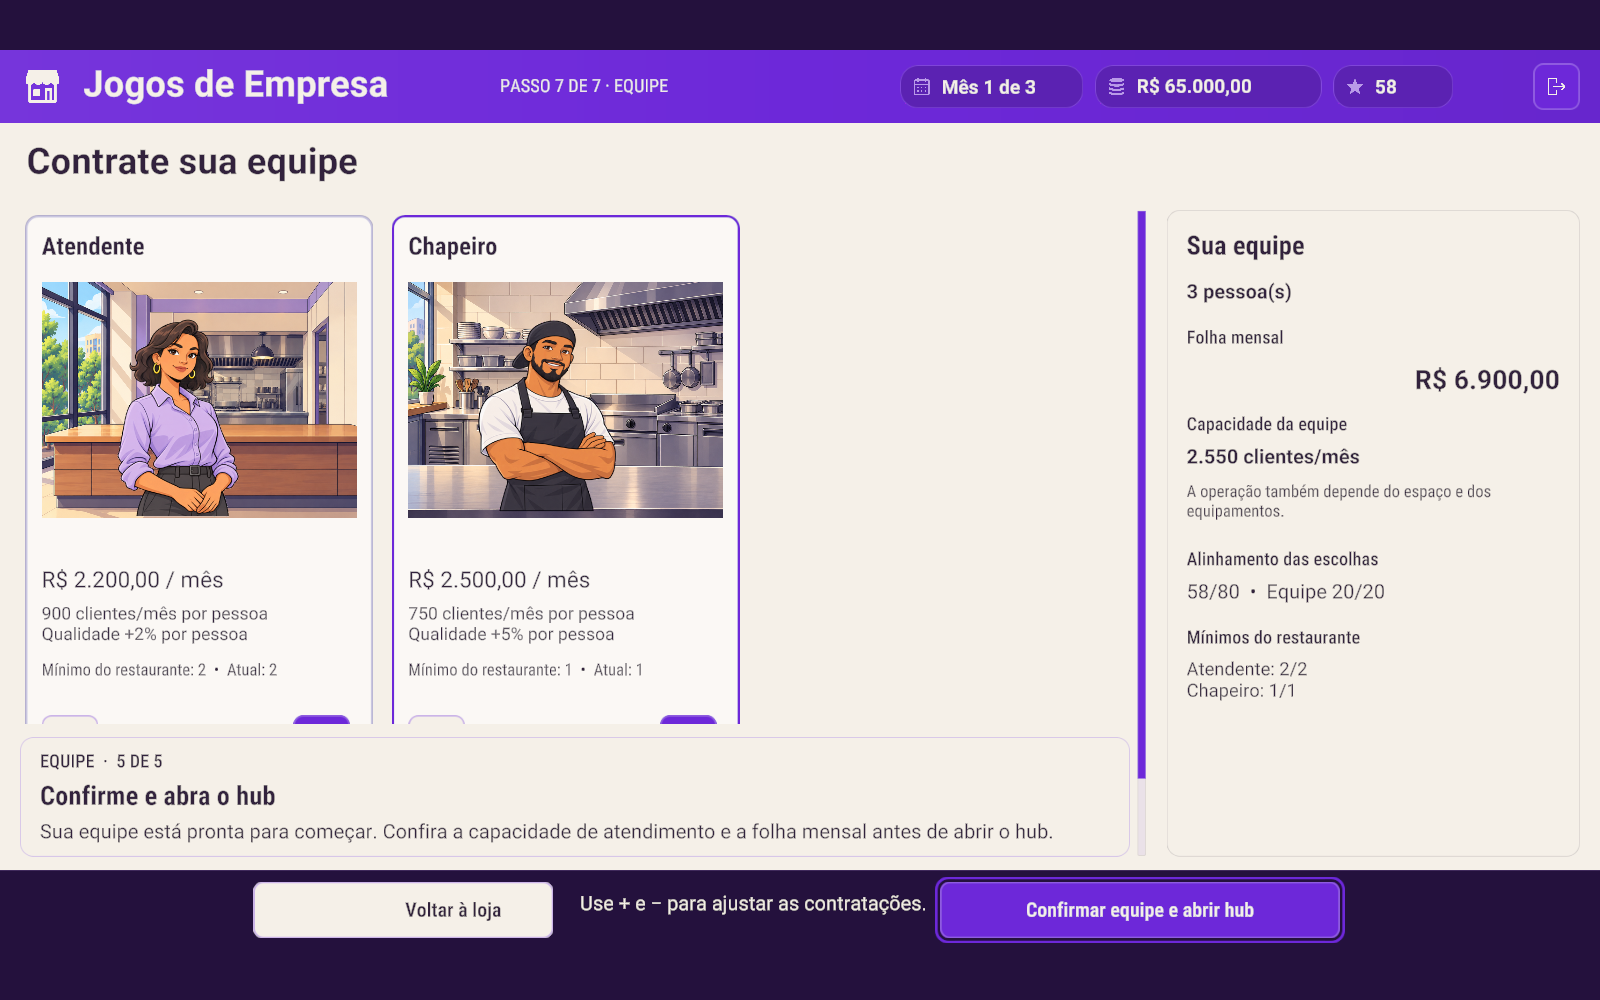 Jogos de Empresa
PASSO 7 DE 7 · EQUIPE
Mês 1 de 3
R$ 65.000,00
58
Contrate sua equipe
Atendente
R$ 2.200,00 / mês
900 clientes/mês por pessoa
Qualidade +2% por pessoa
Mínimo do restaurante: 2 • Atual: 2
Chapeiro
R$ 2.500,00 / mês
750 clientes/mês por pessoa
Qualidade +5% por pessoa
Mínimo do restaurante: 1 • Atual: 1
Sua equipe
3 pessoa(s)
Folha mensal
R$ 6.900,00
Capacidade da equipe
2.550 clientes/mês
A operação também depende do espaço e dos
equipamentos.
Alinhamento das escolhas
58/80 • Equipe 20/20
Mínimos do restaurante
Atendente: 2/2
Chapeiro: 1/1
EQUIPE · 5 DE 5
Confirme e abra o hub
Sua equipe está pronta para começar. Confira a capacidade de atendimento e a folha mensal antes de abrir o hub.
Voltar à loja
Use + e − para ajustar as contratações.
Confirmar equipe e abrir hub